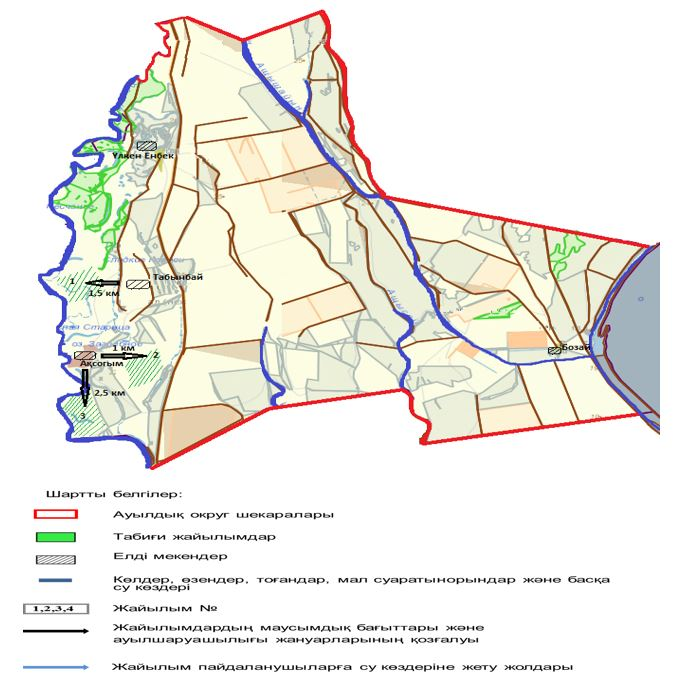 Үлкен Еңбек
Табынбай
1
1,5 км
1 км
2
Ақсоғым
2,5 км
3
Бозай
Шартты белгілер:
Ауылдық округ шекаралары
Табиғи жайылымдар
Елді мекендер
Көлдер, өзендер, тоғандар, мал суаратынорындар және басқа
су көздері
1,2,3,4 Жайылым №
Жайылымдардың маусымдық бағыттары және
ауылшаруашылығы жануарларының қозғалуы
Жайылым пайдаланушыларға су көздеріне жету жолдары